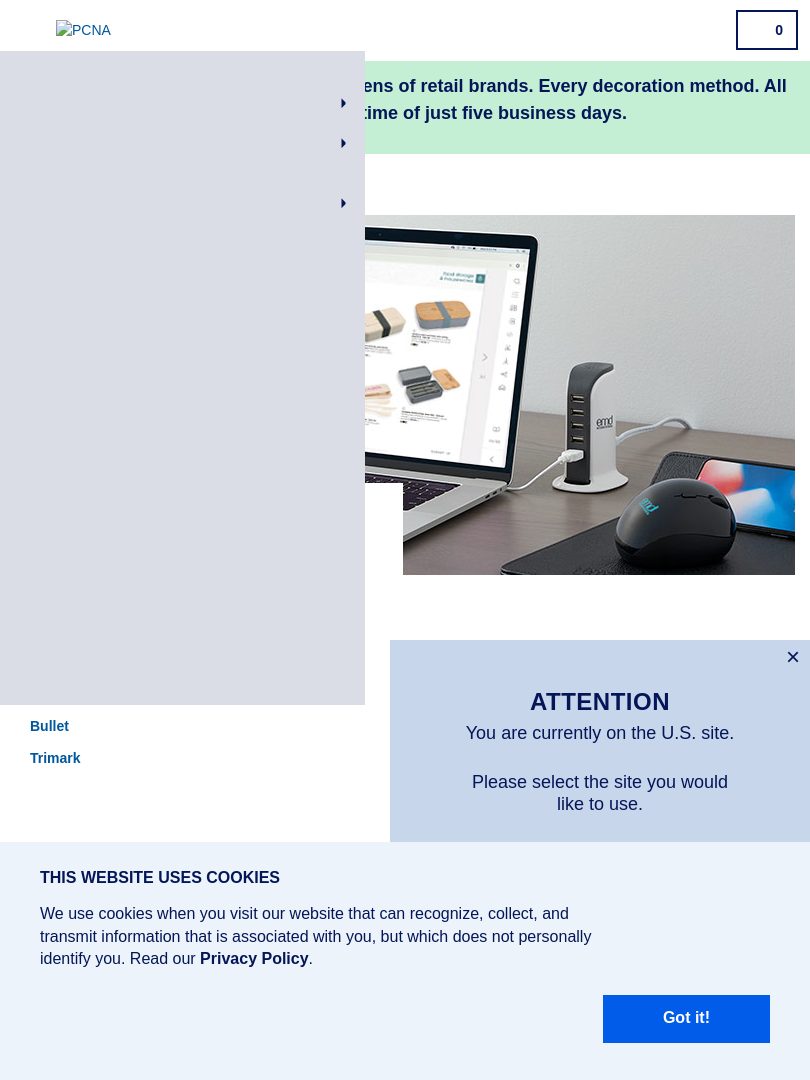 PCNA
0
ens of retail brands. Every decoration method. All
time of just five business days.
emd
Bullet
Trimark
×
ATTENTION
You are currently on the U.S. site.
Please select the site you would
like to use.
THIS WEBSITE USES COOKIES
We use cookies when you visit our website that can recognize, collect, and
transmit information that is associated with you, but which does not personally
identify you. Read our Privacy Policy.
Got it!